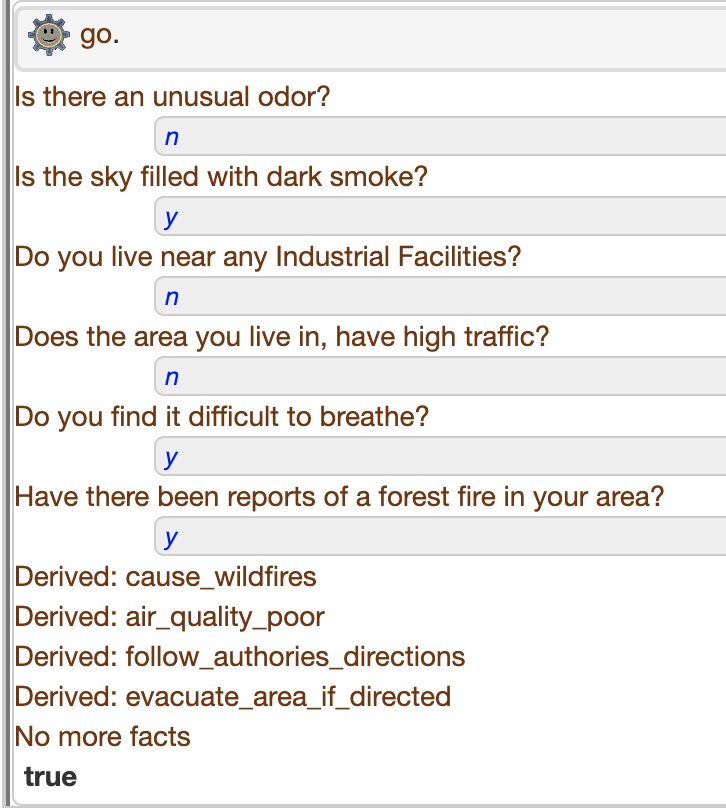 go.
Is there an unusual odor?
n
Is the sky filled with dark smoke?
y
Do you live near any Industrial Facilities?
n
Does the area you live in, have high traffic?
n
Do you find it difficult to breathe?
y
Have there been reports of a forest fire in your area?
y
Derived: cause_wildfires
Derived: air_quality_poor
Derived: follow_authories_directions
Derived: evacuate_area_if_directed
No more facts
true